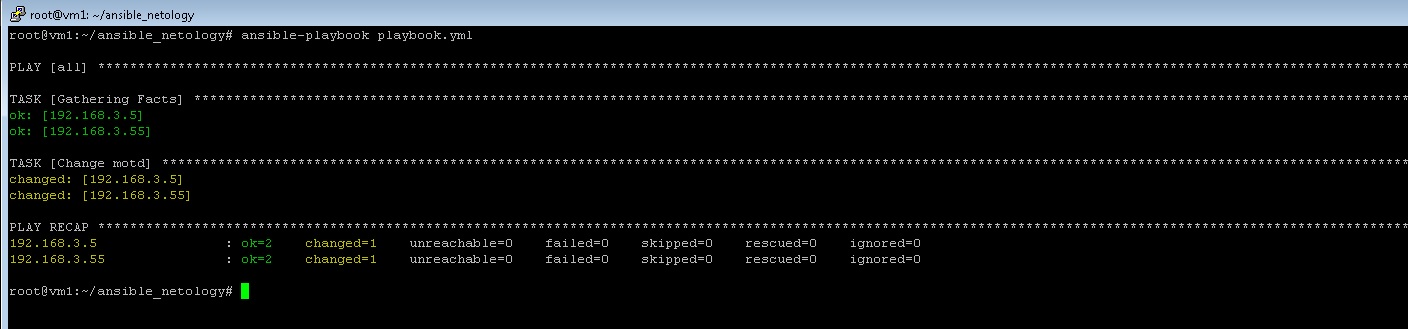 root@vm1: ~/ansible_netology
root@vm1:~/ansible_netology# ansible-playbook playbook.yml
PLAY [all] **********************************************************************************************************************************************************************
TASK [Gathering Facts] **********************************************************************************************************************************************************
ok: [192.168.3.5]
ok: [192.168.3.55]
TASK [Change motd] **************************************************************************************************************************************************************
changed: [192.168.3.5]
changed: [192.168.3.55]
PLAY RECAP **********************************************************************************************************************************************************************
192.168.3.5                : ok=2    changed=1    unreachable=0    failed=0    skipped=0    rescued=0    ignored=0
192.168.3.55               : ok=2    changed=1    unreachable=0    failed=0    skipped=0    rescued=0    ignored=0
root@vm1:~/ansible_netology#